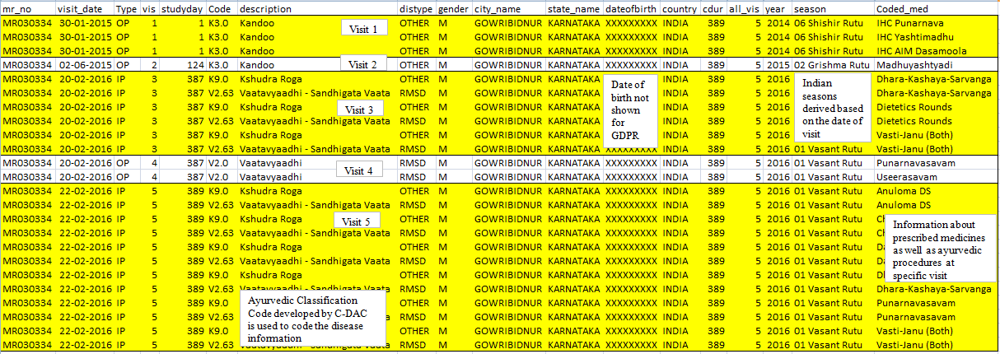 mr_no visit_date Type vis studyday Code description distype gender city_name state_name dateofbirth country cdur all_vis year season Coded_med
MR030334 30-01-2015 OP 1 1 K3.0 Kandoo OTHER M GOWRIBIDNUR KARNATAKA XXXXXXXXX INDIA 389 5 2014 06 Shishir Rutu IHC Punarnava
MR030334 30-01-2015 OP 1 1 K3.0 Kandoo OTHER M GOWRIBIDNUR KARNATAKA XXXXXXXXX INDIA 389 5 2014 06 Shishir Rutu IHC Yashtimadhu
Visit 1
MR030334 30-01-2015 OP 1 1 K3.0 Kandoo OTHER M GOWRIBIDNUR KARNATAKA XXXXXXXXX INDIA 389 5 2014 06 Shishir Rutu IHC AIM Dasamoola
MR030334 02-06-2015 OP 2 124 K3.0 Kandoo OTHER M GOWRIBIDNUR KARNATAKA XXXXXXXXX INDIA 389 5 2015 02 Grishma Rutu Madhuyashtyadi
Visit 2
MR030334 20-02-2016 IP 3 387 K9.0 Kshudra Roga OTHER M GOWRIBIDNUR KARNATAKA INDIA 389 5 2016 Dhara-Kashaya-Sarvanga
MR030334 20-02-2016 IP 3 387 V2.63 Vaatavyaadhi - Sandhigata Vaata RMSD M GOWRIBIDNUR KARNATAKA INDIA 389 5 2016 Dhara-Kashaya-Sarvanga
MR030334 20-02-2016 IP 3 387 K9.0 Kshudra Roga OTHER M GOWRIBIDNUR KARNATAKA INDIA 389 5 2016 Dietetics Rounds
Visit 3
MR030334 20-02-2016 IP 3 387 V2.63 Vaatavyaadhi - Sandhigata Vaata RMSD M GOWRIBIDNUR KARNATAKA INDIA 389 5 2016 Dietetics Rounds
MR030334 20-02-2016 IP 3 387 K9.0 Kshudra Roga OTHER M GOWRIBIDNUR KARNATAKA INDIA 389 5 2016 Vasti-Janu (Both)
MR030334 20-02-2016 IP 3 387 V2.63 Vaatavyaadhi - Sandhigata Vaata RMSD M GOWRIBIDNUR KARNATAKA XXXXXXXXX INDIA 389 5 2016 01 Vasant Rutu Vasti-Janu (Both)
Date of
birth not
shown
for
GDPR
Indian
seasons
derived based
on the date of
visit
MR030334 20-02-2016 OP 4 387 V2.0 Vaatavyaadhi RMSD M GOWRIBIDNUR KARNATAKA XXXXXXXXX INDIA 389 5 2016 01 Vasant Rutu Punarnavasavam
Visit 4
MR030334 20-02-2016 OP 4 387 V2.0 Vaatavyaadhi RMSD M GOWRIBIDNUR KARNATAKA XXXXXXXXX INDIA 389 5 2016 01 Vasant Rutu Useerasavam
MR030334 22-02-2016 IP 5 389 K9.0 Kshudra Roga OTHER M GOWRIBIDNUR KARNATAKA XXXXXXXXX INDIA 389 5 2016 01 Vasant Rutu Anuloma DS
MR030334 22-02-2016 IP 5 389 V2.63 Vaatavyaadhi - Sandhigata Vaata RMSD M GOWRIBIDNUR KARNATAKA XXXXXXXXX INDIA 389 5 2016 01 Vasant Rutu Anuloma DS
MR030334 22-02-2016 IP 5 389 K9.0 Kshudra Roga OTHER M GOWRIBIDNUR KARNATAKA XXXXXXXXX INDIA 389 5 2016 01 Vasant Rutu
Visit 5
MR030334 22-02-2016 IP 5 389 V2.63 Vaatavyaadhi - Sandhigata Vaata RMSD M GOWRIBIDNUR KARNATAKA XXXXXXXXX INDIA 389 5 2016 01 Vasant Rutu
MR030334 22-02-2016 IP 5 389 K9.0 Kshudra Roga OTHER M GOWRIBIDNUR KARNATAKA XXXXXXXXX INDIA 389 5 2016 01 Vasant Rutu
MR030334 22-02-2016 IP 5 389 V2.63 Vaatavyaadhi - Sandhigata Vaata RMSD M GOWRIBIDNUR KARNATAKA XXXXXXXXX INDIA 389 5 2016 01 Vasant Rutu
MR030334 22-02-2016 IP 5 389 K9.0 Kshudra Roga OTHER M GOWRIBIDNUR KARNATAKA XXXXXXXXX INDIA 389 5 2016 01 Vasant Rutu
Information about
prescribed medicines
as well as ayurvedic
procedures at
specific visit
MR030334 22-02-2016 IP 5 389 V2.63 Vaatavyaadhi - Sandhigata Vaata RMSD M GOWRIBIDNUR KARNATAKA XXXXXXXXX INDIA 389 5 2016 01 Vasant Rutu Dhara-Kashaya-Sarvanga
MR030334 22-02-2016 IP 5 389 K9.0 OTHER M GOWRIBIDNUR KARNATAKA XXXXXXXXX INDIA 389 5 2016 01 Vasant Rutu Punarnavasavam
MR030334 22-02-2016 IP 5 389 V2.63 RMSD M GOWRIBIDNUR KARNATAKA XXXXXXXXX INDIA 389 5 2016 01 Vasant Rutu Punarnavasavam
MR030334 22-02-2016 IP 5 389 K9.0 OTHER M GOWRIBIDNUR KARNATAKA XXXXXXXXX INDIA 389 5 2016 01 Vasant Rutu Vasti-Janu (Both)
MR030334 22-02-2016 IP 5 389 V2.63 RMSD M GOWRIBIDNUR KARNATAKA XXXXXXXXX INDIA 389 5 2016 01 Vasant Rutu Vasti-Janu (Both)
Ayurvedic Classification
Code developed by C-DAC
is used to code the disease
information